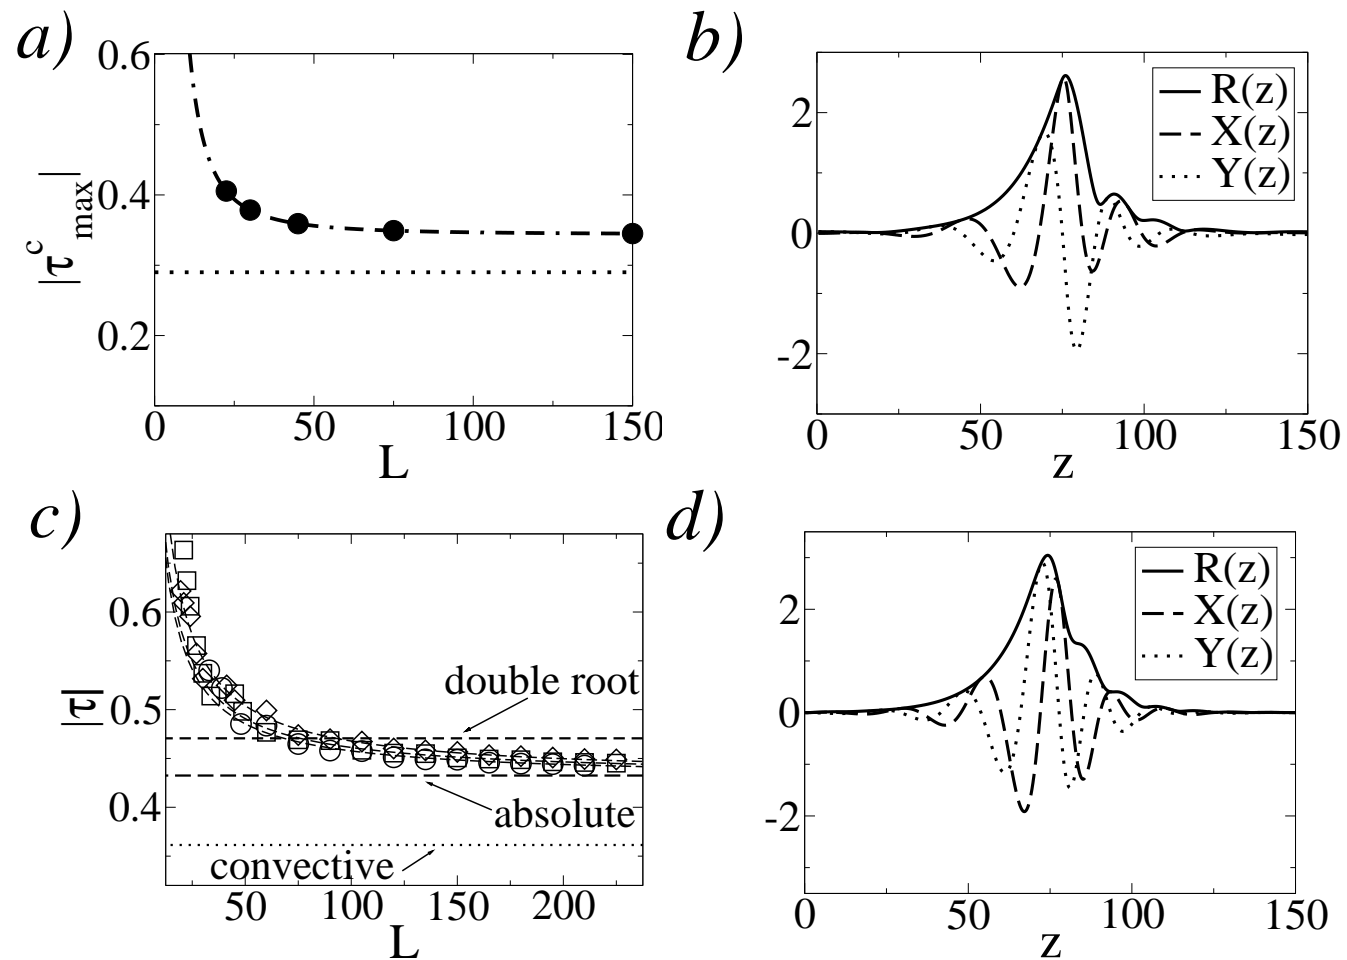 a)
0.6
0.4
0.2
|τ^c_max|
0 50 100 150
L
b)
R(z)
X(z)
Y(z)
2
0
-2
0 50 100 150
z
c)
0.6
0.5
0.4
|τ|
double root
absolute
convective
50 100 150 200
L
d)
R(z)
X(z)
Y(z)
2
0
-2
0 50 100 150
z